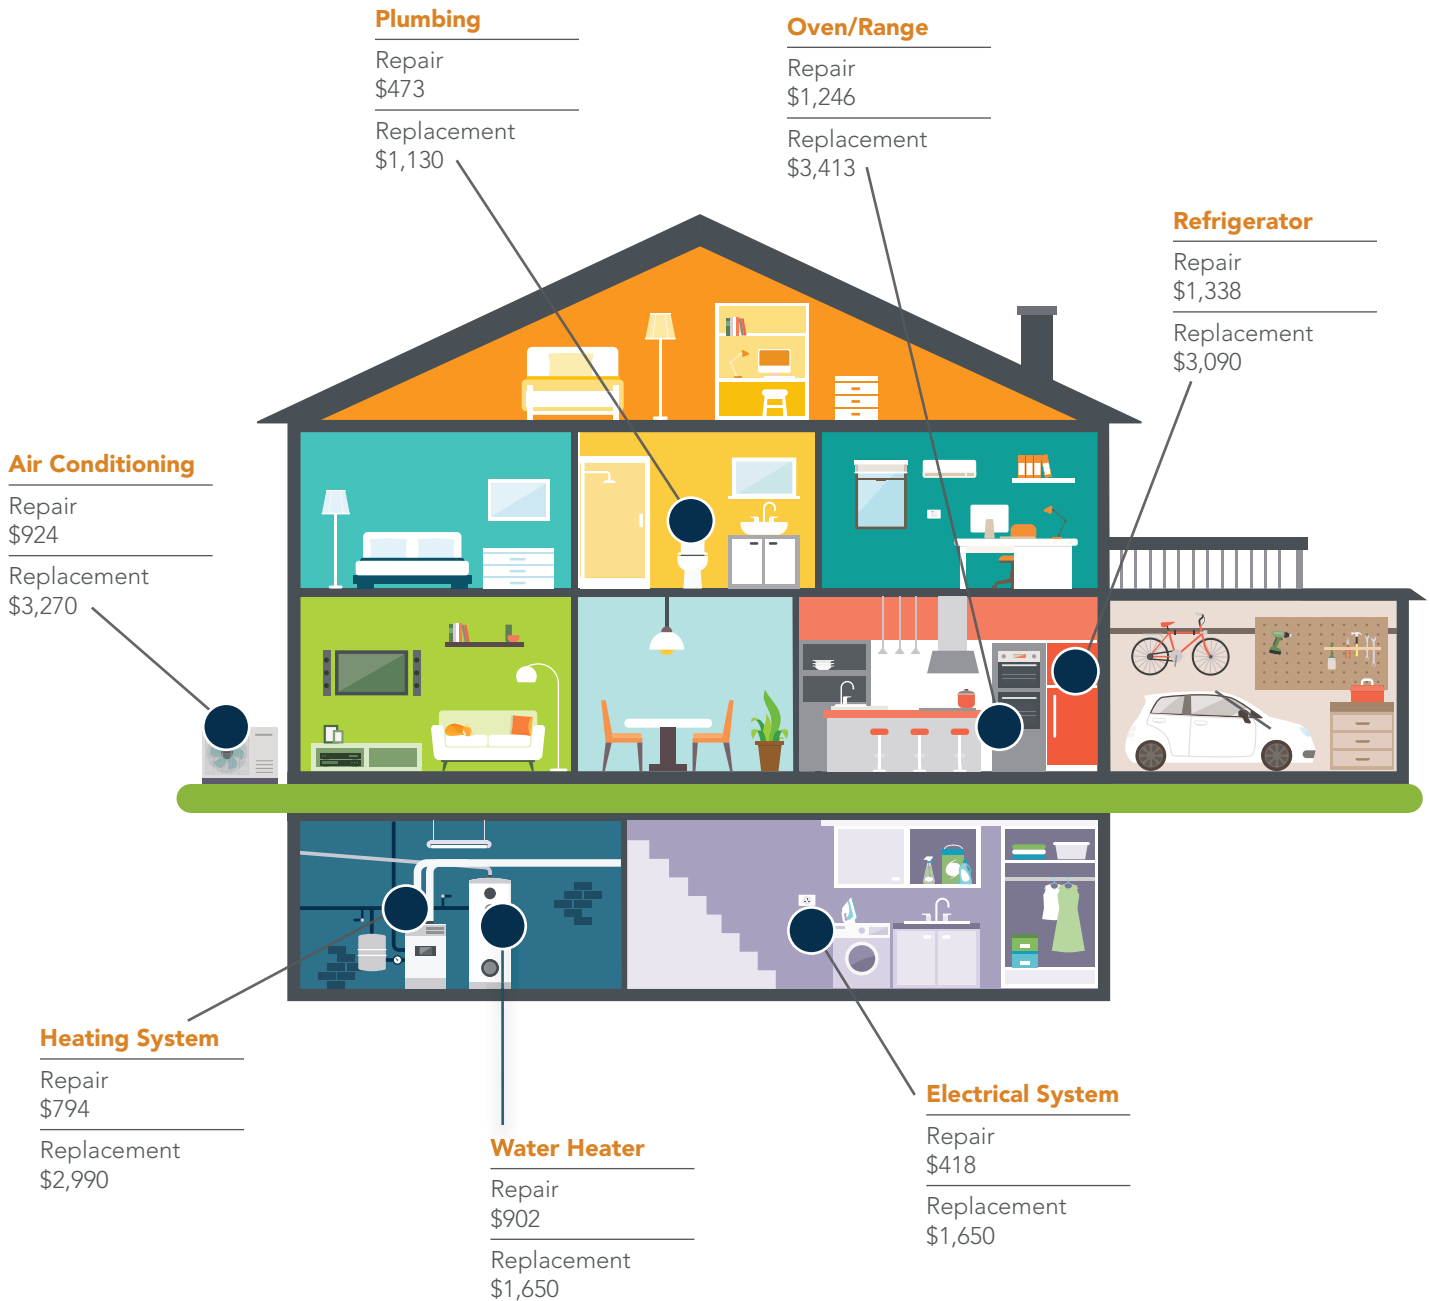 Plumbing
Repair
$473
Replacement
$1,130
Oven/Range
Repair
$1,246
Replacement
$3,413
Refrigerator
Repair
$1,338
Replacement
$3,090
Air Conditioning
Repair
$924
Replacement
$3,270
Heating System
Repair
$794
Replacement
$2,990
Water Heater
Repair
$902
Replacement
$1,650
Electrical System
Repair
$418
Replacement
$1,650